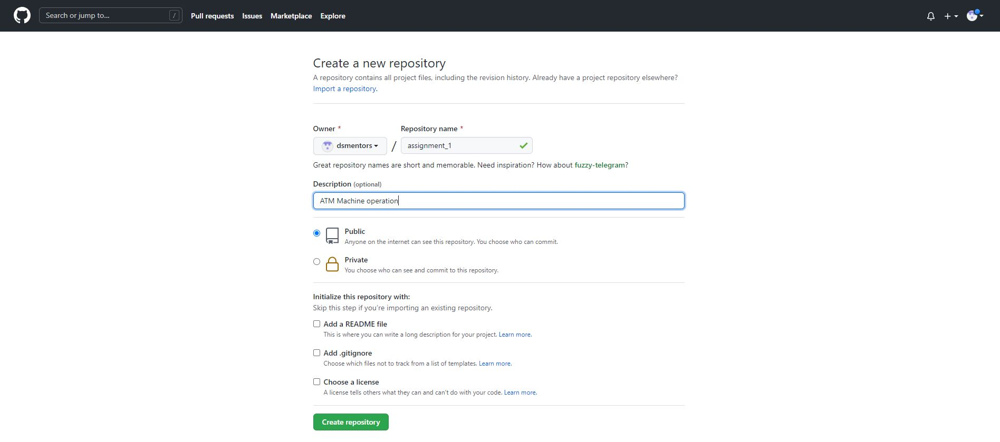 Search or jump to... / Pull requests Issues Marketplace Explore
Create a new repository
A repository contains all project files, including the revision history. Already have a project repository elsewhere?
Import a repository.
Owner * Repository name *
dsmentors / assignment_1
Great repository names are short and memorable. Need inspiration? How about fuzzy-telegram?
Description (optional)
ATM Machine operation
Public
Anyone on the internet can see this repository. You choose who can commit.
Private
You choose who can see and commit to this repository.
Initialize this repository with:
Skip this step if you're importing an existing repository.
Add a README file
This is where you can write a long description for your project. Learn more.
Add .gitignore
Choose which files not to track from a list of templates. Learn more.
Choose a license
A license tells others what they can and can't do with your code. Learn more.
Create repository